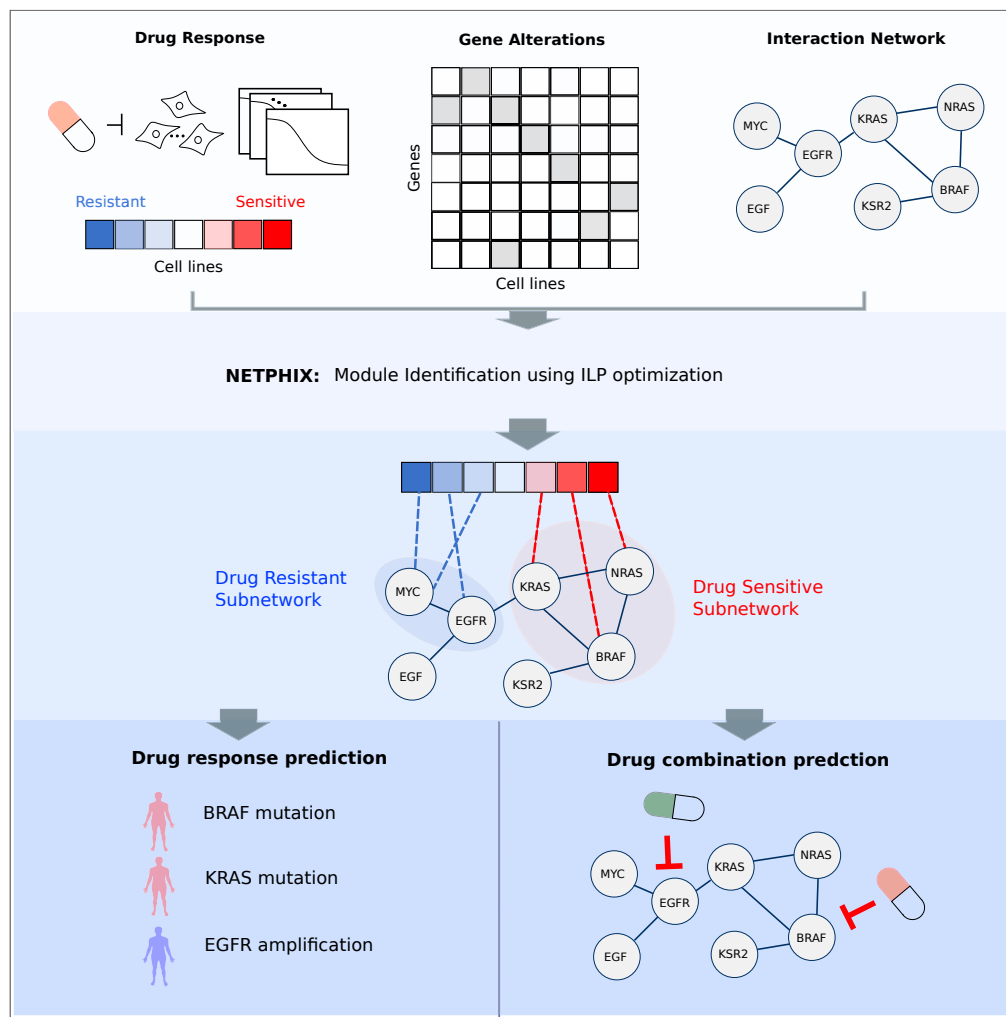 Drug Response
Gene Alterations
Interaction Network
Resistant
Sensitive
Cell lines
Genes
Cell lines
MYC
EGFR
EGF
KRAS
NRAS
BRAF
KSR2
NETPHIX: Module Identification using ILP optimization
Drug Resistant
Subnetwork
MYC
EGFR
EGF
KRAS
NRAS
BRAF
KSR2
Drug Sensitive
Subnetwork
Drug response prediction
BRAF mutation
KRAS mutation
EGFR amplification
Drug combination predction
MYC
EGFR
EGF
KRAS
NRAS
BRAF
KSR2